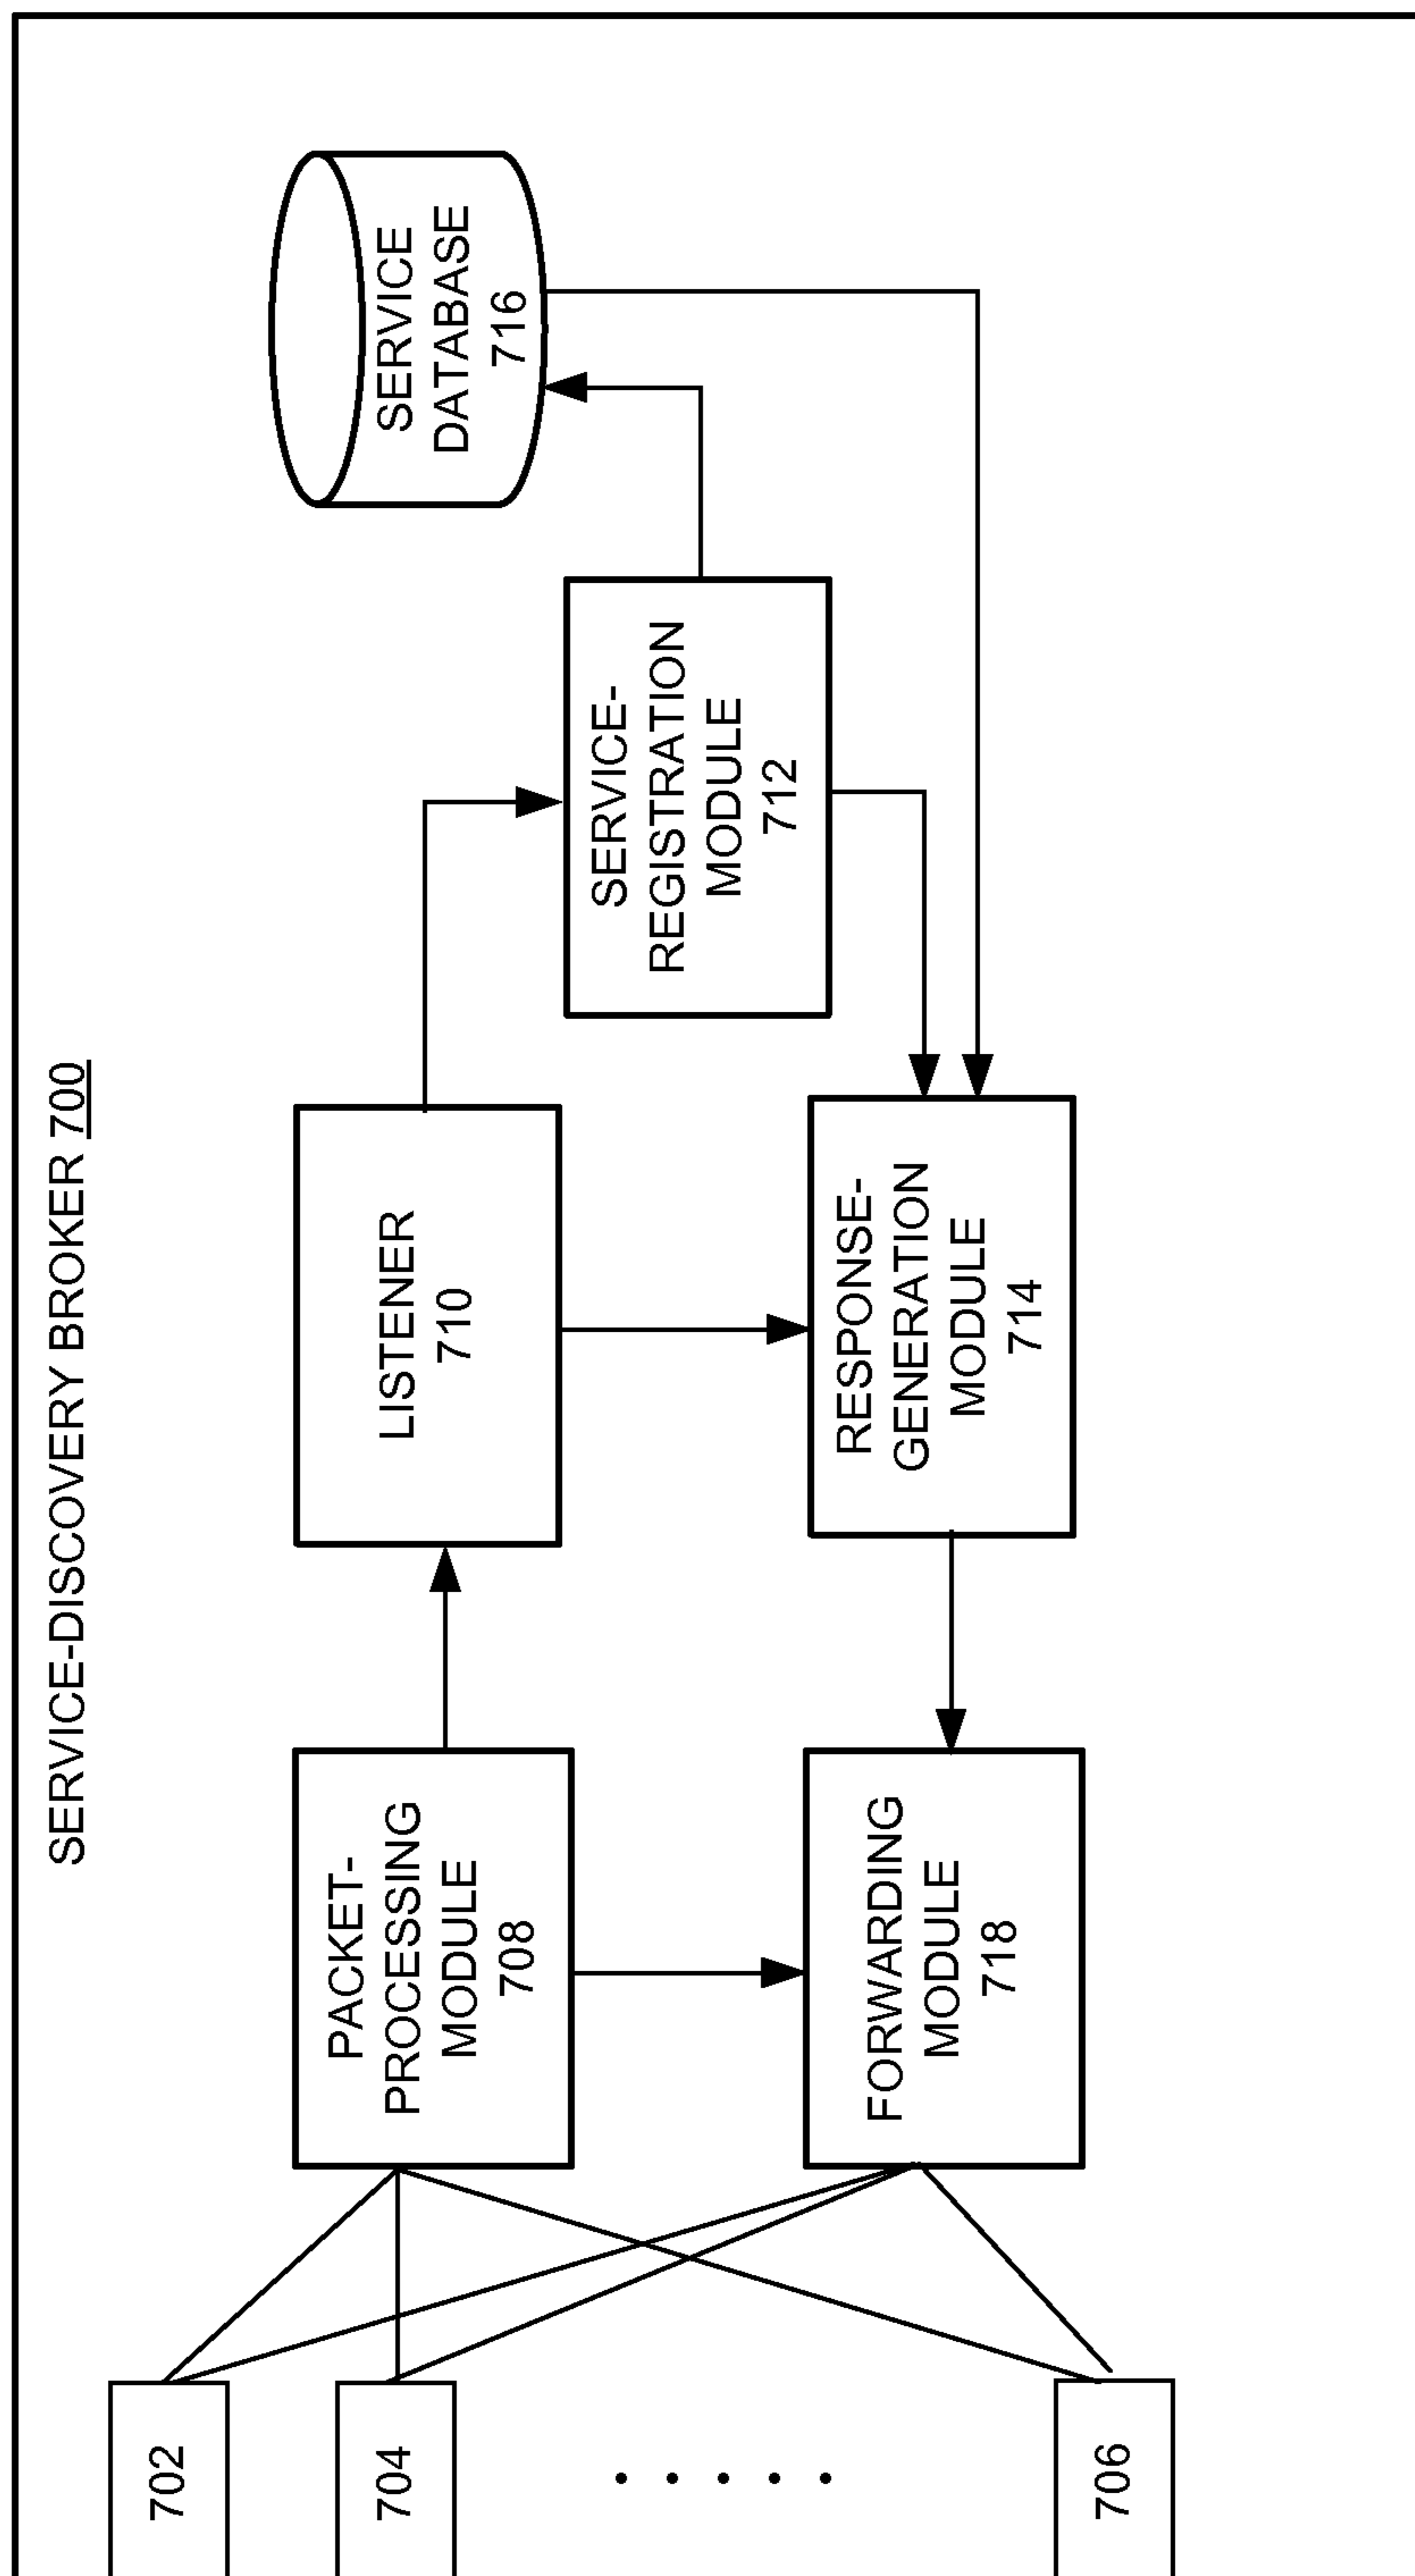 SERVICE-DISCOVERY BROKER 700
702
704
706
PACKET-
PROCESSING
MODULE
708
LISTENER
710
SERVICE
DATABASE
716
SERVICE-
REGISTRATION
MODULE
712
FORWARDING
MODULE
718
RESPONSE-
GENERATION
MODULE
714